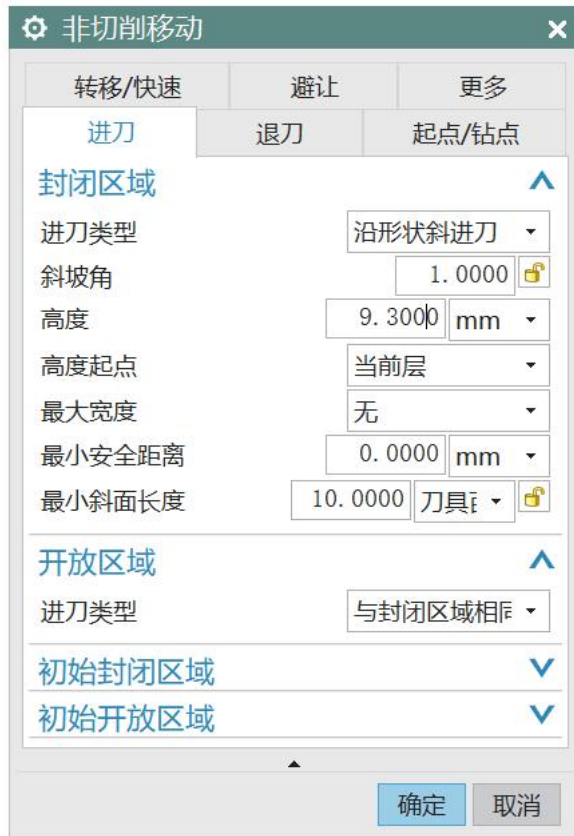 非切削移动
转移/快速 避让 更多
进刀 退刀 起点/钻点
封闭区域
进刀类型 沿形状斜进刀
斜坡角 1.0000
高度 9.3000 mm
高度起点 当前层
最大宽度 无
最小安全距离 0.0000 mm
最小斜面长度 10.0000 刀具
开放区域
进刀类型 与封闭区域相同
初始封闭区域
初始开放区域
确定 取消